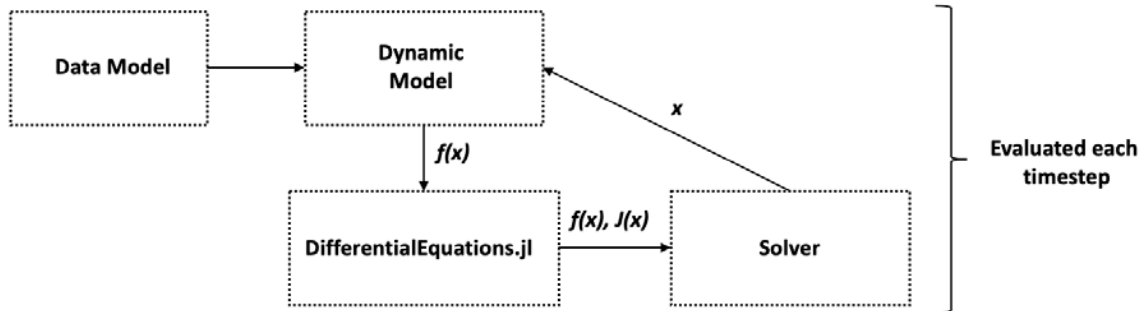 Data Model
Dynamic
Model
x
f(x)
Evaluated each
timestep
f(x), J(x)
DifferentialEquations.jl
Solver